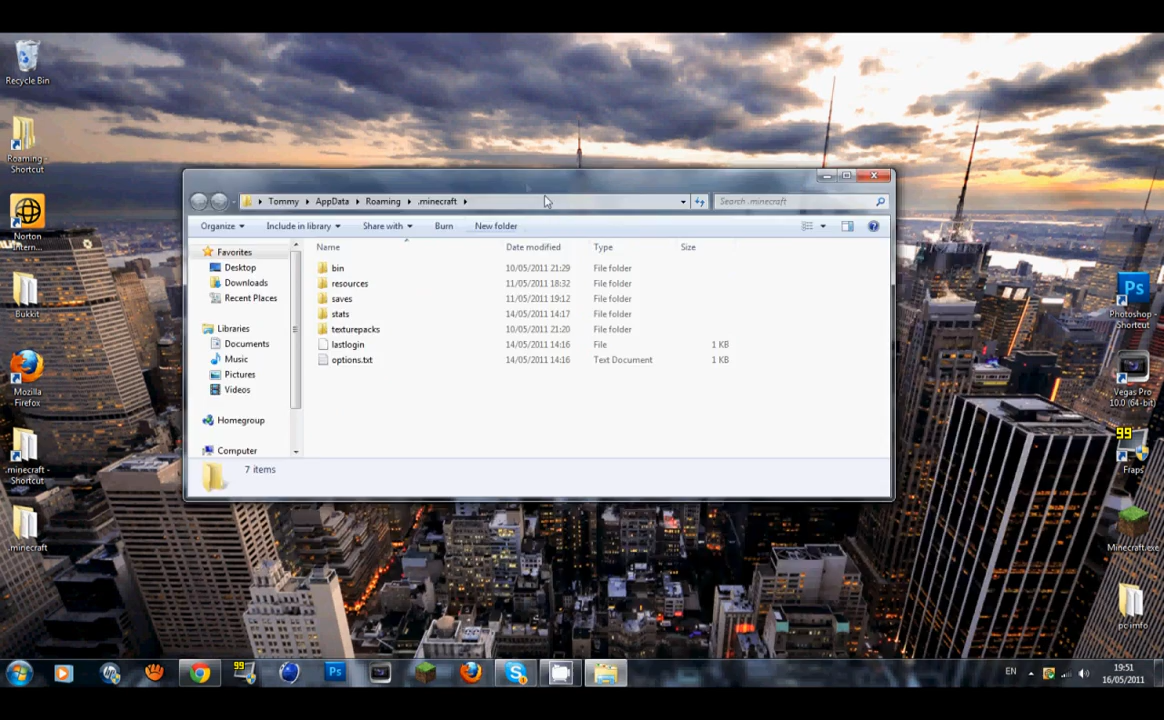 Recycle Bin
Roaming -
Shortcut
Norton
Intern...
Bukkit
Mozilla
Firefox
.minecraft -
Shortcut
.minecraft
Tommy
AppData
Roaming
.minecraft
Search .minecraft
Organize
Include in library
Share with
Burn
New folder
Favorites
Desktop
Downloads
Recent Places
Libraries
Documents
Music
Pictures
Videos
Homegroup
Computer
Name Date modified Type Size
bin 10/05/2011 21:29 File folder
resources 11/05/2011 18:32 File folder
saves 11/05/2011 19:12 File folder
stats 14/05/2011 14:17 File folder
texturepacks 10/05/2011 21:20 File folder
lastlogin 14/05/2011 14:16 File 1 KB
options.txt 14/05/2011 14:16 Text Document 1 KB
7 items
Ps
Photoshop -
Shortcut
Vegas Pro
10.0 (64-bit)
99
Fraps
Minecraft.exe
pc imfo
99
Ps
EN
19:51
16/05/2011